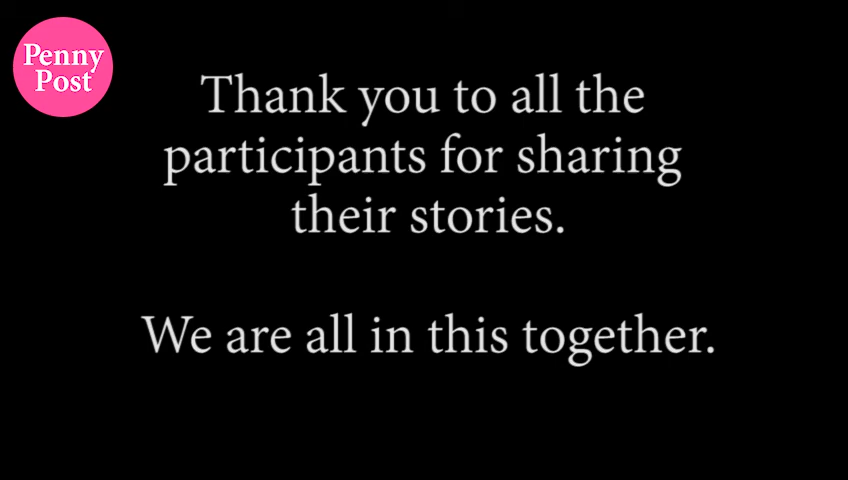 Penny
Post
Thank you to all the
participants for sharing
their stories.
We are all in this together.